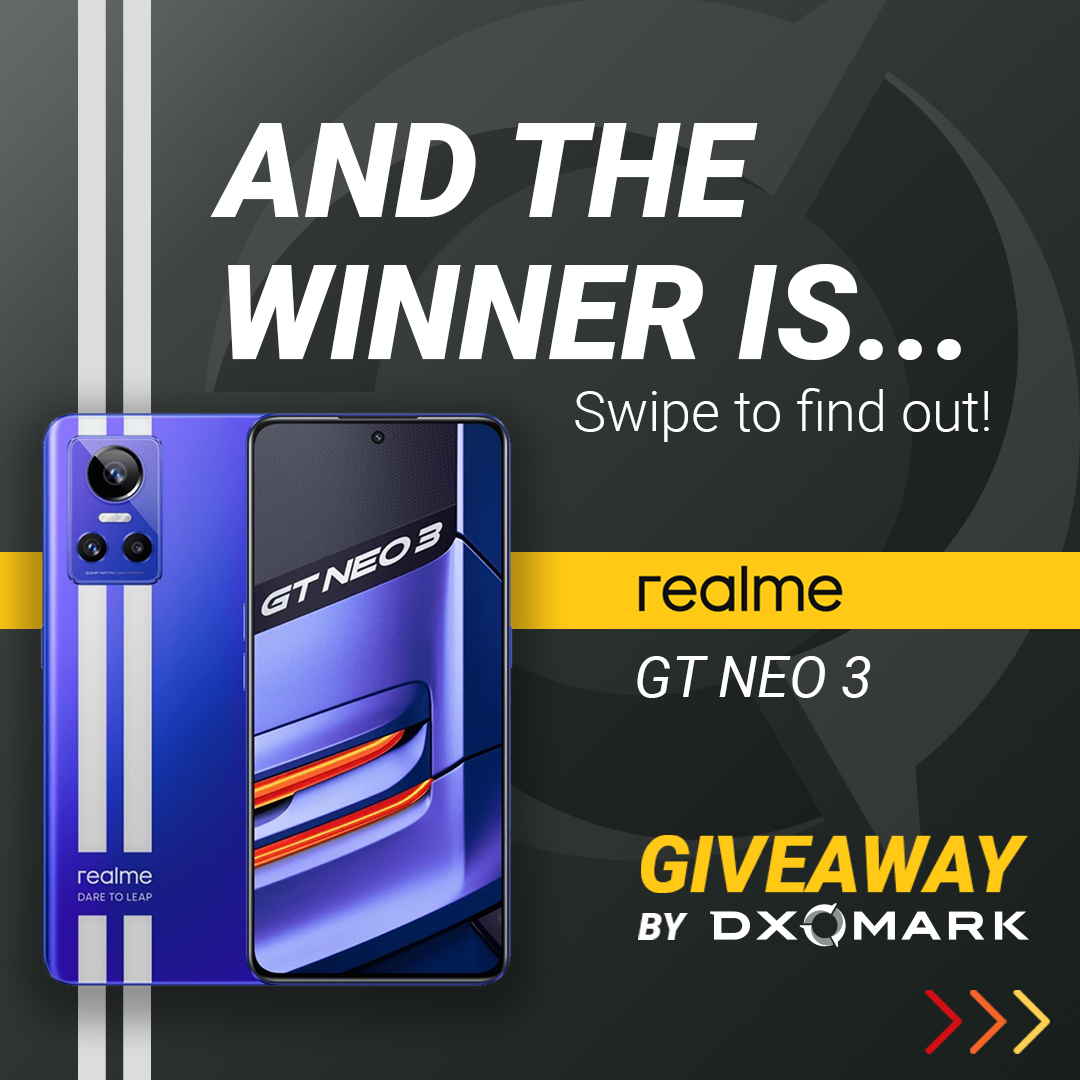 AND THE
WINNER IS...
Swipe to find out!
GT NEO 3
realme
GT NEO 3
realme
DARE TO LEAP
GIVEAWAY
BY DXOMARK